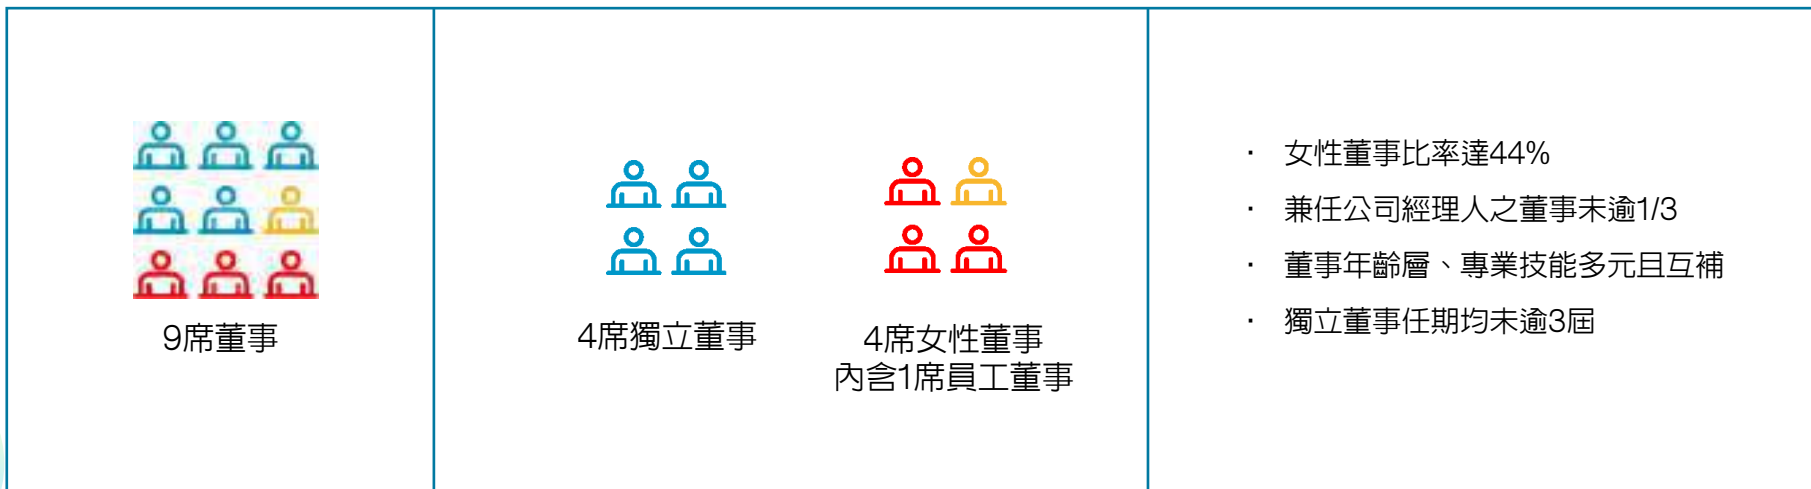 9席董事
4席獨立董事
4席女性董事
內含1席員工董事
· 女性董事比率達44%
· 兼任公司經理人之董事未逾1/3
· 董事年齡層、專業技能多元且互補
· 獨立董事任期均未逾3屆